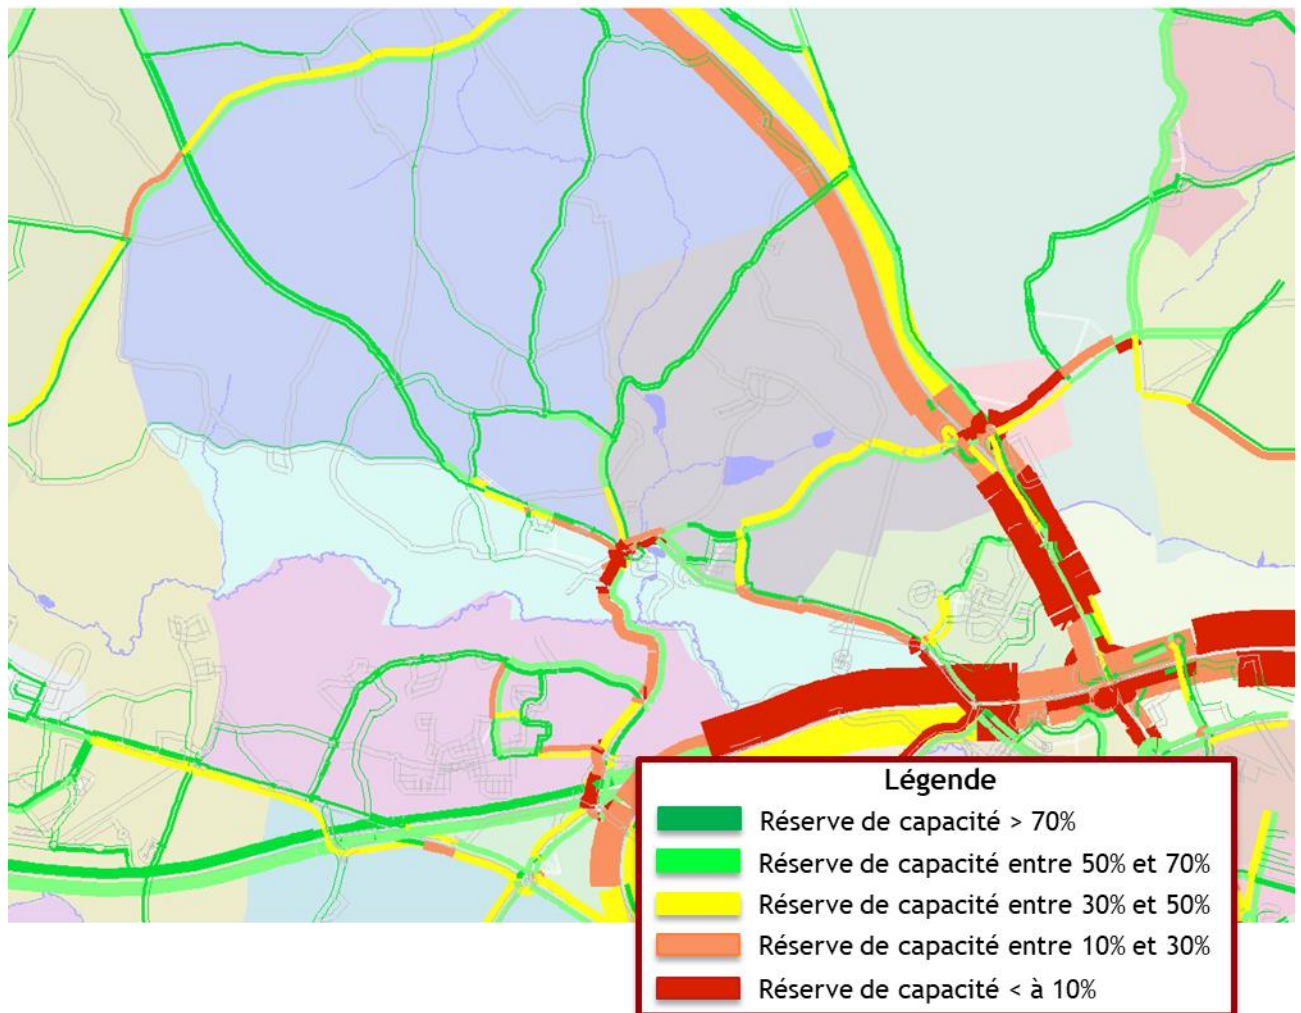 Légende
Réserve de capacité > 70%
Réserve de capacité entre 50% et 70%
Réserve de capacité entre 30% et 50%
Réserve de capacité entre 10% et 30%
Réserve de capacité < à 10%